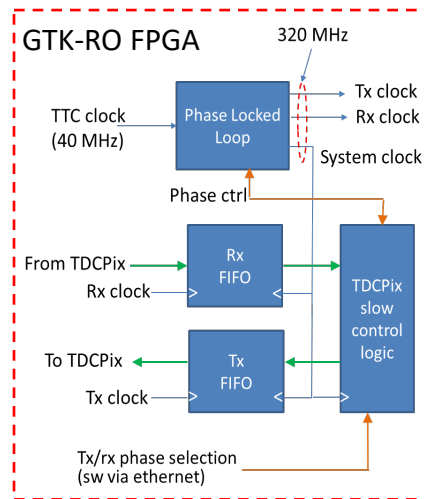 320 MHz
GTK-RO FPGA
Tx clock
Rx clock
TTC clock
(40 MHz)
Phase Locked
Loop
System clock
Phase ctrl
From TDCPix
Rx
FIFO
Rx clock
TDCPix
slow
control
logic
To TDCPix
Tx
FIFO
Tx clock
Tx/rx phase selection
(sw via ethernet)